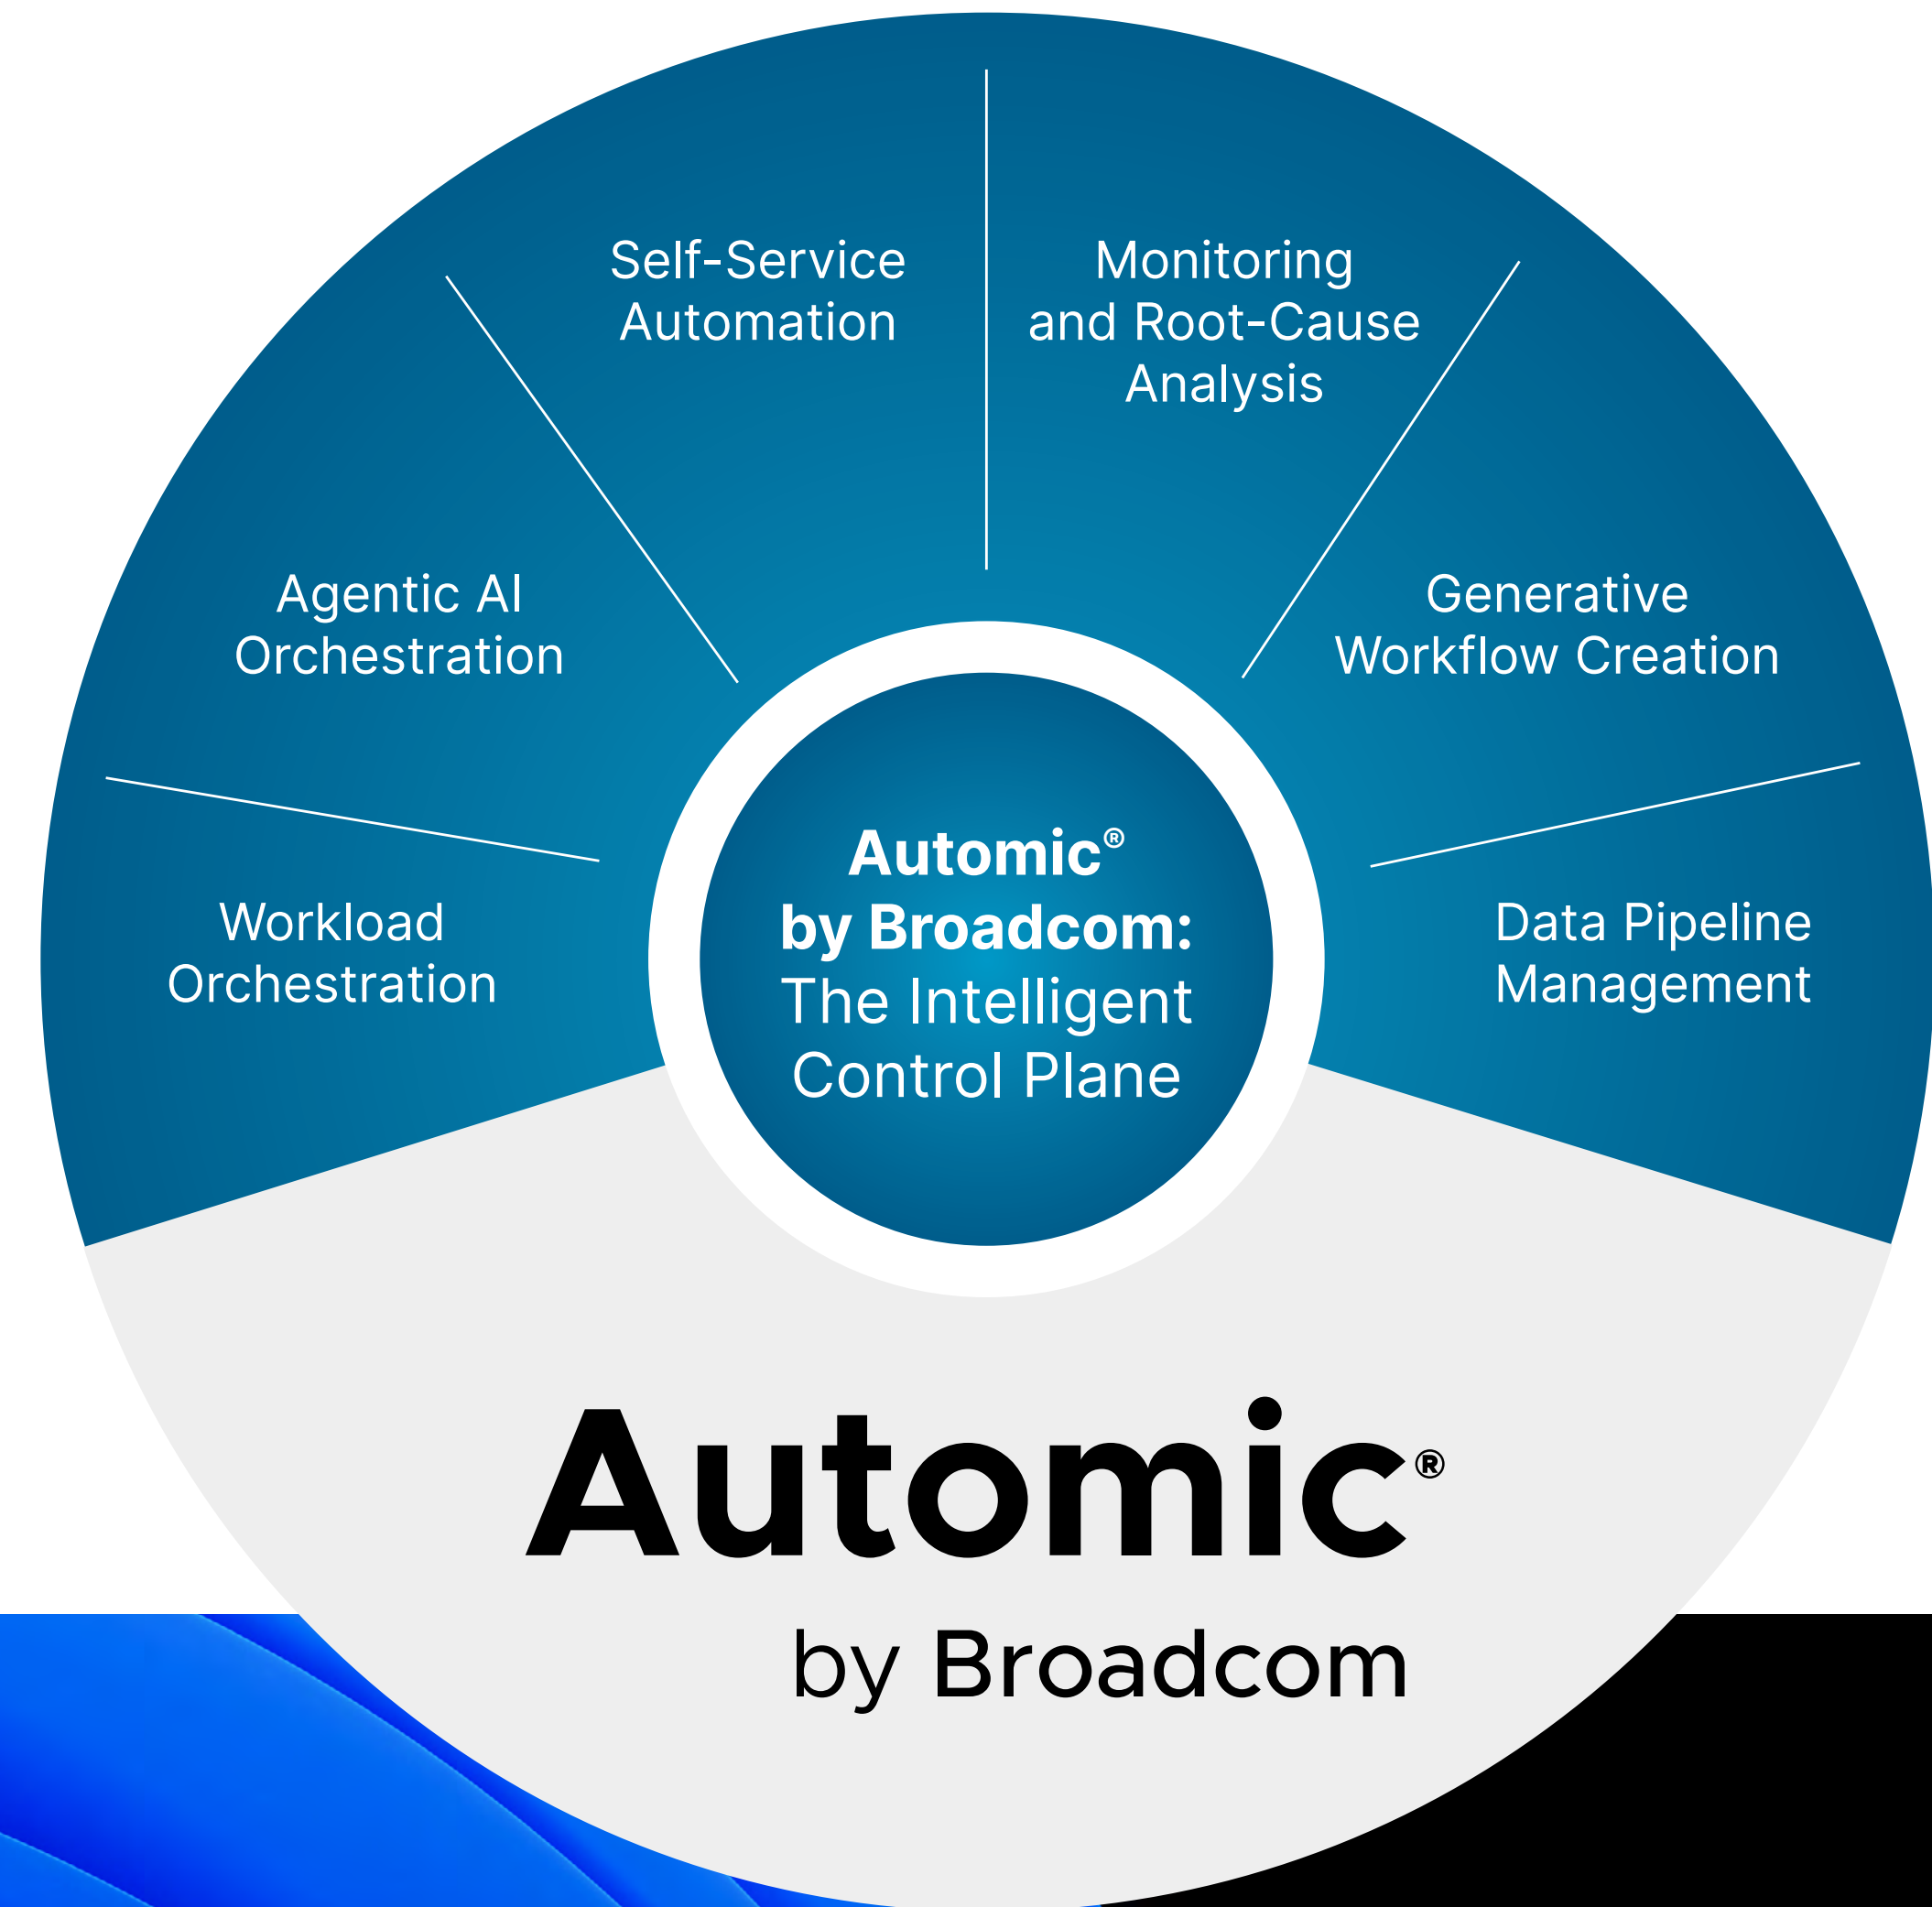 Self-Service
Automation
Monitoring
and Root-Cause
Analysis
Agentic AI
Orchestration
Generative
Workflow Creation
Workload
Orchestration
Automic®
by Broadcom:
The Intelligent
Control Plane
Data Pipeline
Management
Automic®
by Broadcom